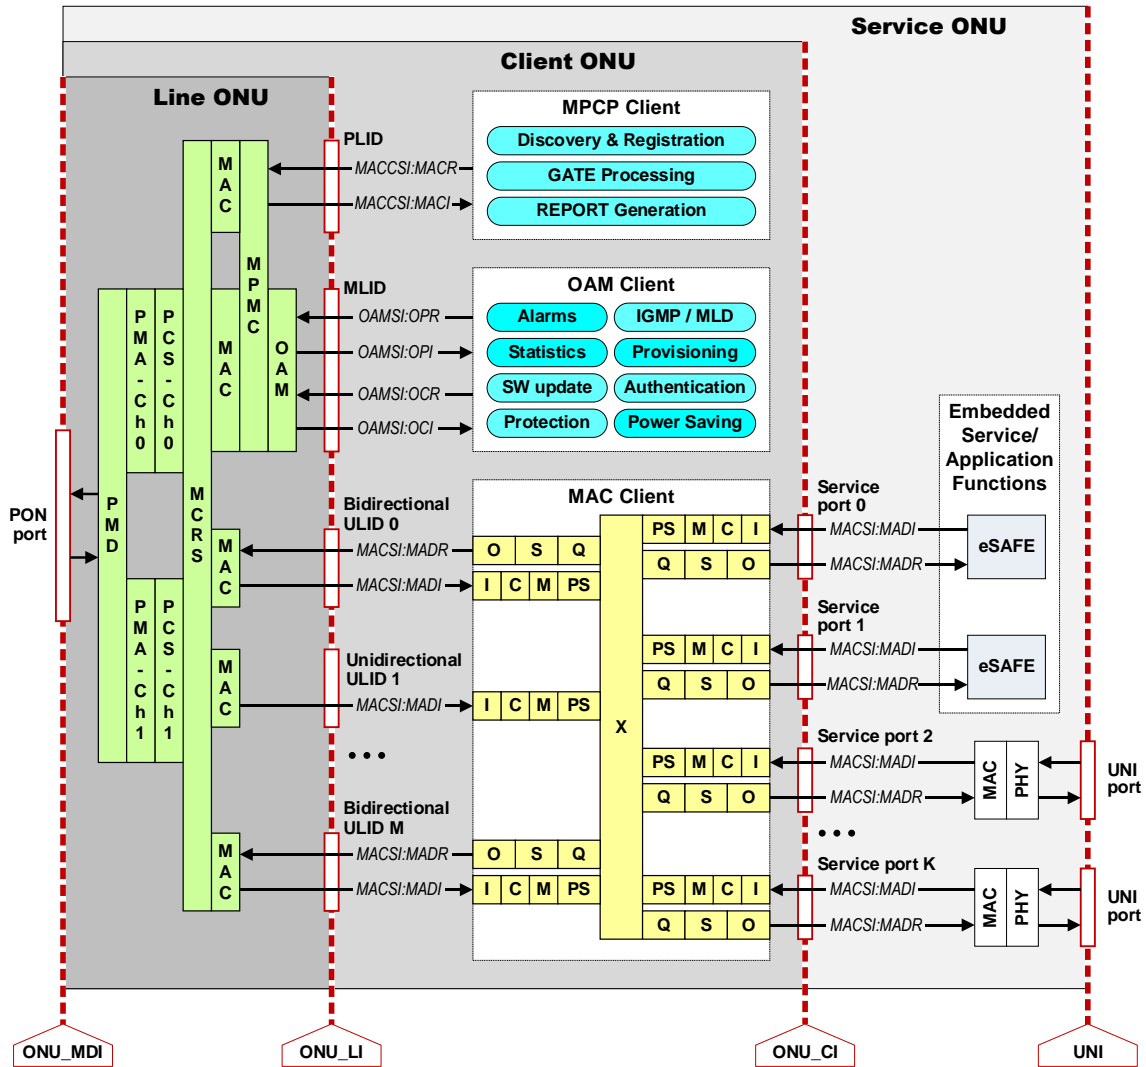 Service ONU
Client ONU
Line ONU
MPCP Client
Discovery & Registration
GATE Processing
REPORT Generation
PLID
MACCSI:MACR
MACCSI:MACI
MAC
MPMC
MLID
OAMSI:OPR
OAMSI:OPI
OAMSI:OCR
OAMSI:OCI
OAM Client
Alarms
IGMP / MLD
Statistics
Provisioning
SW update
Authentication
Protection
Power Saving
PMA-Ch0
PCS-Ch0
MAC
OAM
PON
port
PMD
MCRS
PMA-Ch1
PCS-Ch1
Bidirectional
ULID 0
MAC
MACSI:MADR
MACSI:MADI
Unidirectional
ULID 1
MAC
MACSI:MADI
• • •
Bidirectional
ULID M
MAC
MACSI:MADR
MACSI:MADI
MAC Client
O S Q
I C M PS
I C M PS
O S Q
I C M PS
X
PS M C I
Q S O
PS M C I
Q S O
PS M C I
Q S O
PS M C I
Q S O
Service
port 0
MACSI:MADI
MACSI:MADR
Service
port 1
MACSI:MADI
MACSI:MADR
Service port 2
MACSI:MADI
MACSI:MADR
• • •
Service port K
MACSI:MADI
MACSI:MADR
Embedded
Service/
Application
Functions
eSAFE
eSAFE
MAC
PHY
UNI
port
MAC
PHY
UNI
port
ONU_MDI
ONU_LI
ONU_CI
UNI